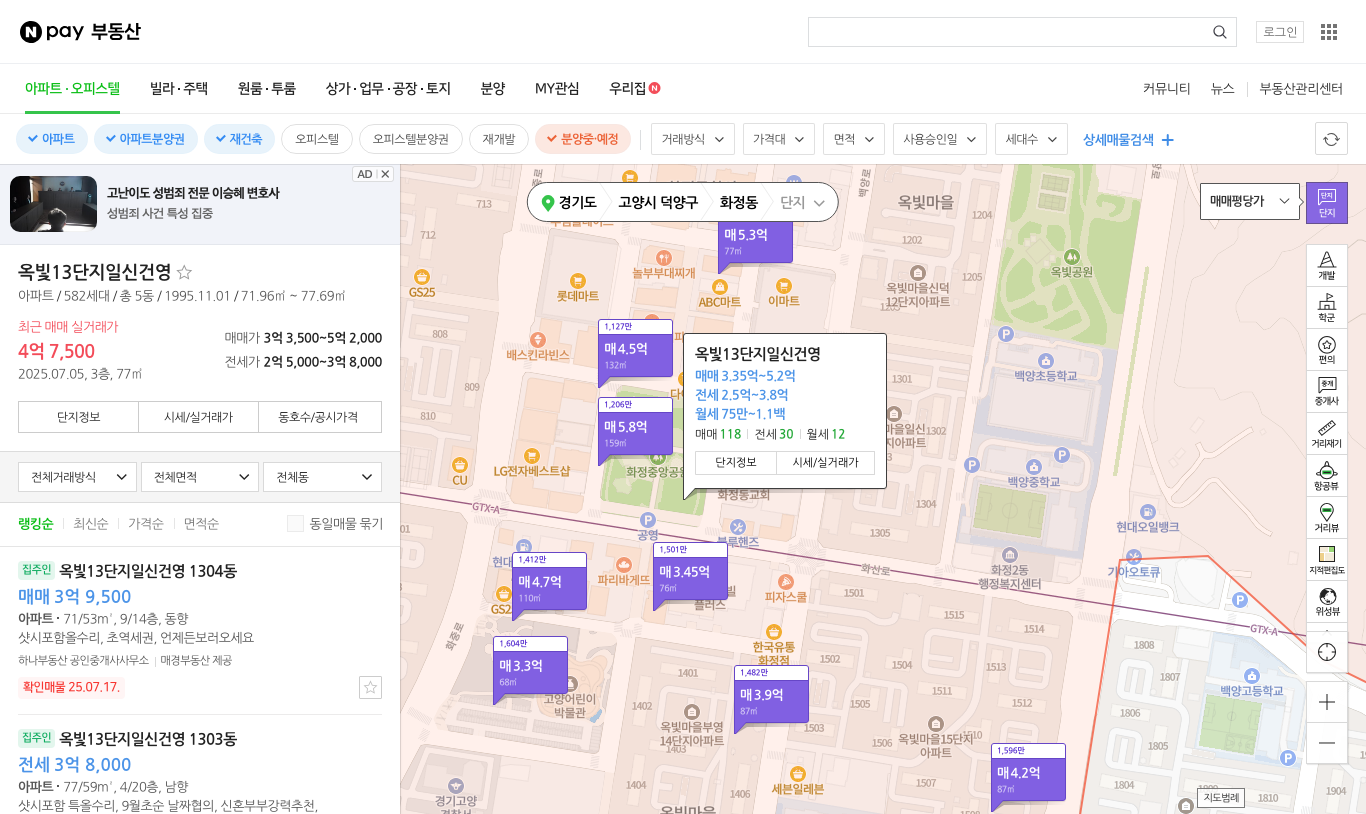 N pay 부동산
로그인
아파트·오피스텔
빌라·주택
원룸·투룸
상가·업무·공장·토지
분양
MY관심
우리집 N
커뮤니티
뉴스
부동산관리센터
아파트
아파트분양권
재건축
오피스텔
오피스텔분양권
재개발
분양중·예정
거래방식
가격대
면적
사용승인일
세대수
상세매물검색
AD
고난이도 성범죄 전문 이승혜 변호사
성범죄 사건 특성 집중
옥빛13단지일신건영
아파트 / 582세대 / 총 5동 / 1995.11.01 / 71.96㎡ ~ 77.69㎡
최근 매매 실거래가
4억 7,500
2025.07.05, 3층, 77㎡
매매가 3억 3,500~5억 2,000
전세가 2억 5,000~3억 8,000
단지정보
시세/실거래가
동호수/공시가격
전체거래방식
전체면적
전체동
랭킹순
최신순
가격순
면적순
동일매물 묶기
집주인 옥빛13단지일신건영 1304동
매매 3억 9,500
아파트 · 71/53㎡, 9/14층, 동향
샷시포함올수리, 초역세권, 언제든보러오세요
하나부동산 공인중개사사무소 | 매경부동산 제공
확인매물 25.07.17.
집주인 옥빛13단지일신건영 1303동
전세 3억 8,000
아파트 · 77/59㎡, 4/20층, 남향
샷시포함 특올수리, 9월초순 날짜협의, 신혼부부강력추천,
경기도
고양시 덕양구
화정동
단지
매매평당가
단지
단지
개발
학군
편의
중개
중개사
거리재기
항공뷰
거리뷰
지적편집도
위성뷰
지도범례
713
712
옥빛마을
1204
1202
1205
매5.3억
77㎡
GS25
롯데마트
놀부부대찌개
ABC마트
이마트
옥빛마을신덕
12단지아파트
옥빛공원
백양로
808
809
810
배스킨라빈스
1,127만
매4.5억
132㎡
1,206만
매5.8억
159㎡
옥빛13단지일신건영
매매 3.35억~5.2억
전세 2.5억~3.8억
월세 75만~1.1백
매매 118
전세 30
월세 12
단지정보
시세/실거래가
1301
1302
1304
1305
백양초등학교
백양중학교
CU
LG전자베스트샵
화정중앙공원
화정동교회
GTX-A
공영
블루핸즈
현대오일뱅크
기아오토큐
화정2동
행정복지센터
화신로
1,412만
매4.7억
110㎡
파리바게뜨
1,501만
매3.45억
76㎡
피자스쿨
플러스
화중로
1,604만
매3.3억
68㎡
고양어린이
박물관
한국유통
화정점
1,482만
매3.9억
87㎡
1401
1402
1403
1404
1405
1406
1502
1503
1504
1505
1506
1507
1511
1512
1513
1514
1515
옥빛마을부영
14단지아파트
옥빛마을15단지
아파트
세븐일레븐
1,596만
매4.2억
87㎡
경기고양
옥빛마을
GTX-A
백양고등학교
1808
1807
1806
1805
1810
1904